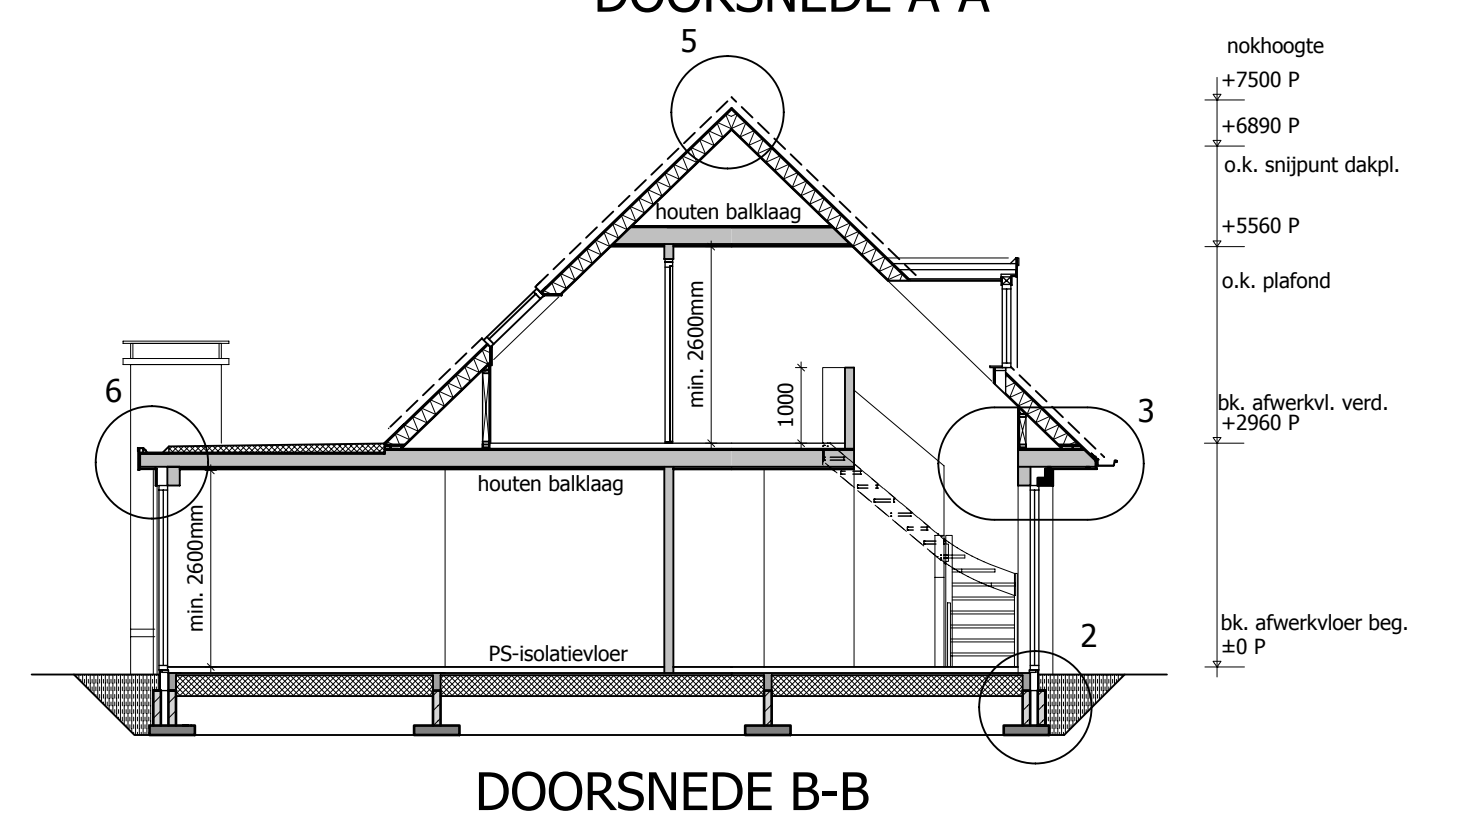 DOORSNEDE A-A
5
nokhoogte
+7500 P
+6890 P
o.k. snijpunt dakpl.
houten balklaag
+5560 P
o.k. plafond
min. 2600mm
1000
6
3
bk. afwerkvl. verd.
+2960 P
houten balklaag
min. 2600mm
PS-isolatievloer
2
bk. afwerkvloer beg.
±0 P
DOORSNEDE B-B